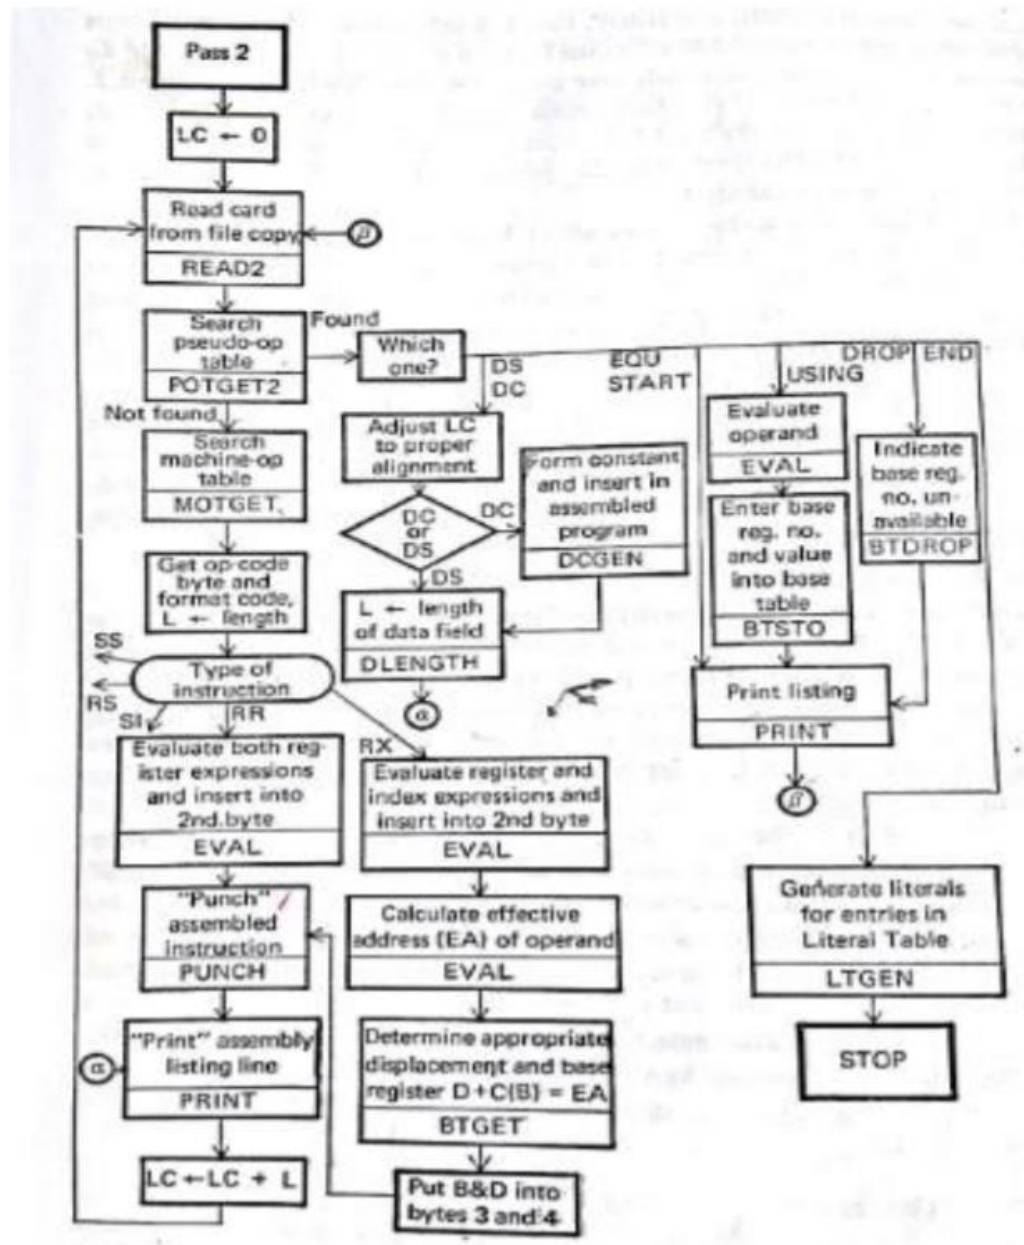 Pass 2
LC ← 0
Read card
from file copy
READ2
β
Search
pseudo-op
table
POTGET2
Found
Not found
Which
one?
DS
DC
EQU
START
USING
DROP
END
Search
machine-op
table
MOTGET
Get op-code
byte and
format code,
L ← length
Type of
instruction
SS
RS
SI
RR
RX
Adjust LC
to proper
alignment
DC
or
DS
DC
DS
Form constant
and insert in
assembled
program
DCGEN
L ← length
of data field
DLENGTH
α
Evaluate
operand
EVAL
Enter base
reg. no.
and value
into base
table
BTSTO
Indicate
base reg.
no. un-
available
BTDROP
Print listing
PRINT
β
Evaluate both reg-
ister expressions
and insert into
2nd.byte
EVAL
"Punch"
assembled
instruction
PUNCH
α
"Print" assembly
listing line
PRINT
LC ← LC + L
Evaluate register and
index expressions and
insert into 2nd byte
EVAL
Calculate effective
address (EA) of operand
EVAL
Determine appropriate
displacement and base
register D + C(B) = EA
BTGET
Put B&D into
bytes 3 and 4
Generate literals
for entries in
Literal Table
LTGEN
STOP